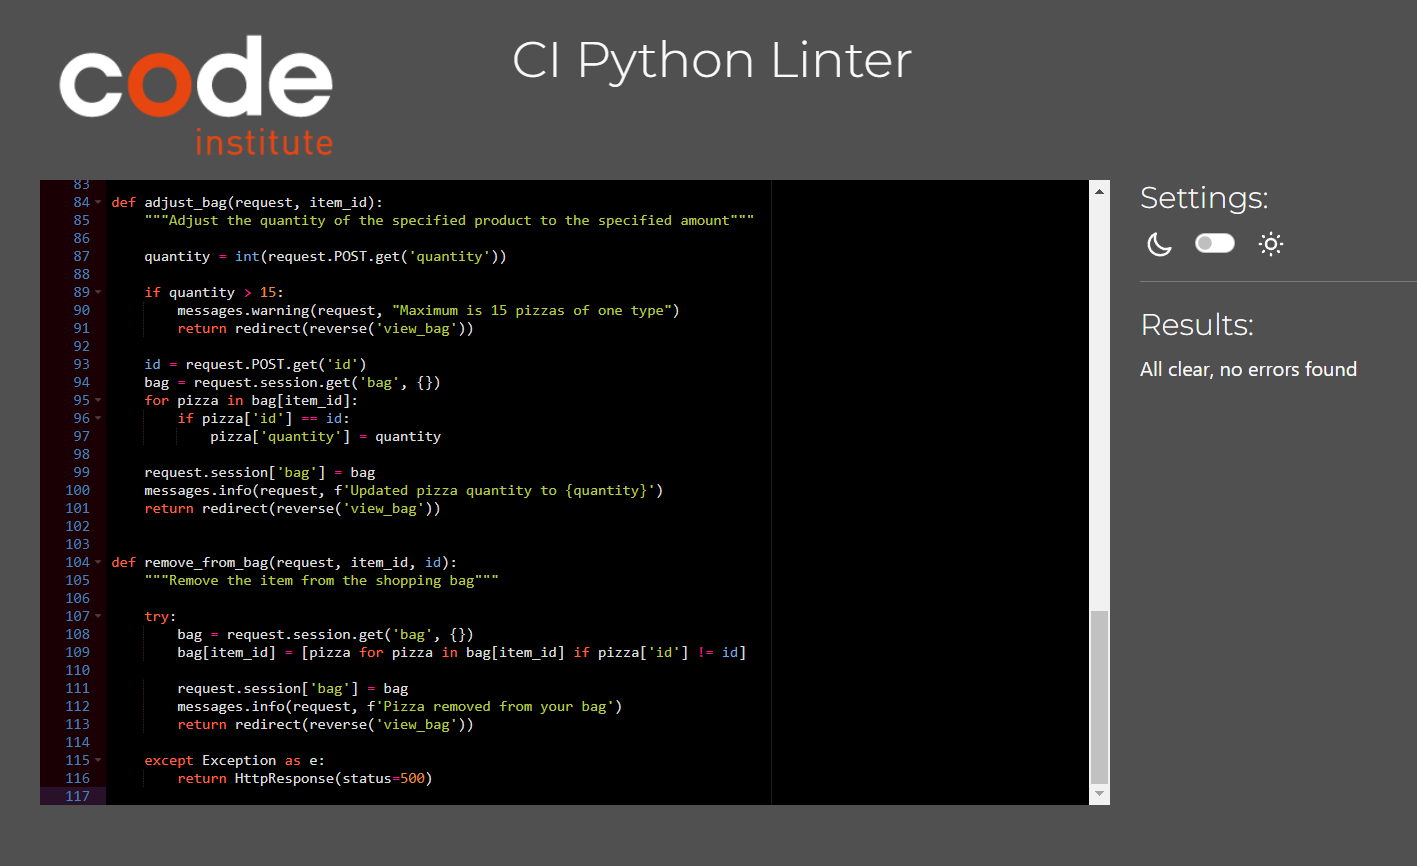 code
institute
CI Python Linter
83
84 def adjust_bag(request, item_id):
85     """Adjust the quantity of the specified product to the specified amount"""
86
87     quantity = int(request.POST.get('quantity'))
88
89     if quantity > 15:
90         messages.warning(request, "Maximum is 15 pizzas of one type")
91         return redirect(reverse('view_bag'))
92
93     id = request.POST.get('id')
94     bag = request.session.get('bag', {})
95     for pizza in bag[item_id]:
96         if pizza['id'] == id:
97             pizza['quantity'] = quantity
98
99     request.session['bag'] = bag
100     messages.info(request, f'Updated pizza quantity to {quantity}')
101     return redirect(reverse('view_bag'))
102
103
104 def remove_from_bag(request, item_id, id):
105     """Remove the item from the shopping bag"""
106
107     try:
108         bag = request.session.get('bag', {})
109         bag[item_id] = [pizza for pizza in bag[item_id] if pizza['id'] != id]
110
111         request.session['bag'] = bag
112         messages.info(request, f'Pizza removed from your bag')
113         return redirect(reverse('view_bag'))
114
115     except Exception as e:
116         return HttpResponse(status=500)
117
Settings:
Results:
All clear, no errors found